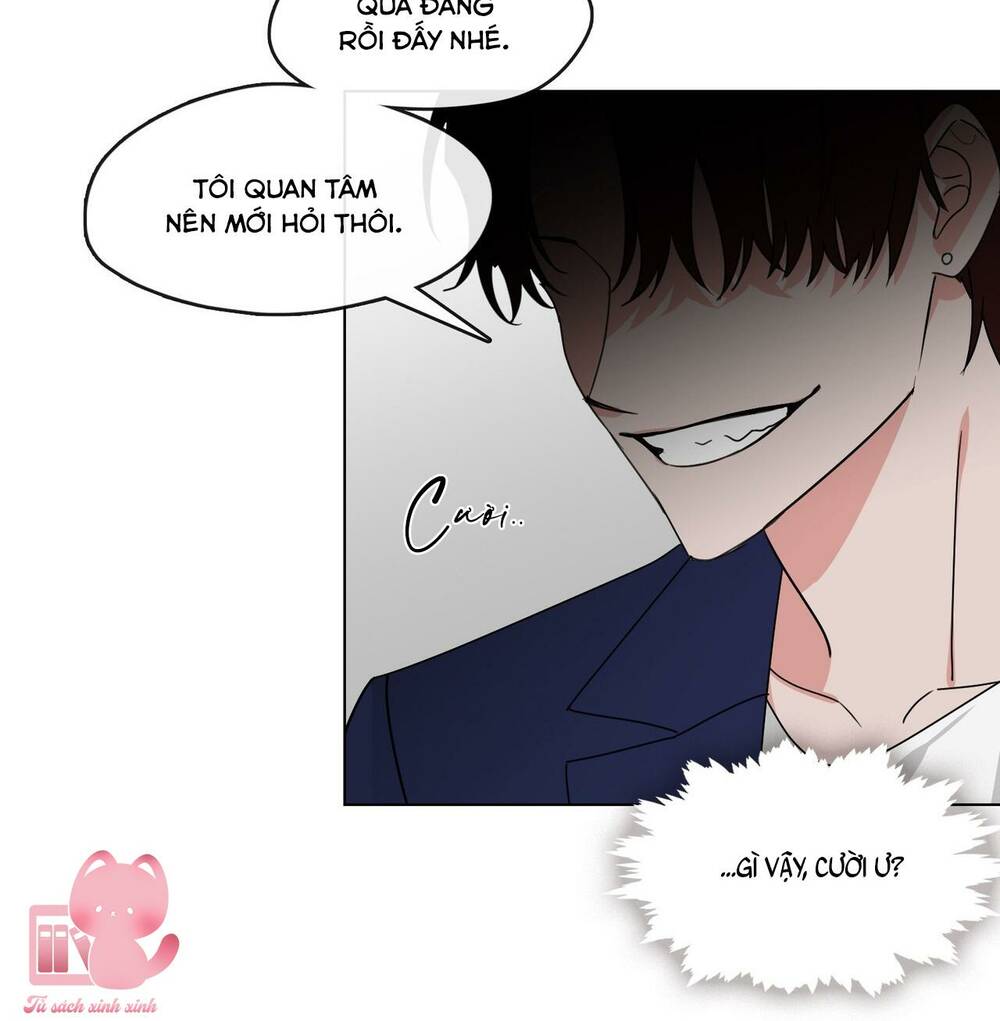 QUÁ ĐÁNG
RỒI ĐẤY NHÉ.
TÔI QUAN TÂM
NÊN MỚI HỎI THÔI.
Cười..
...GÌ VẬY, CƯỜI Ư?
Tủ sách xinh xinh